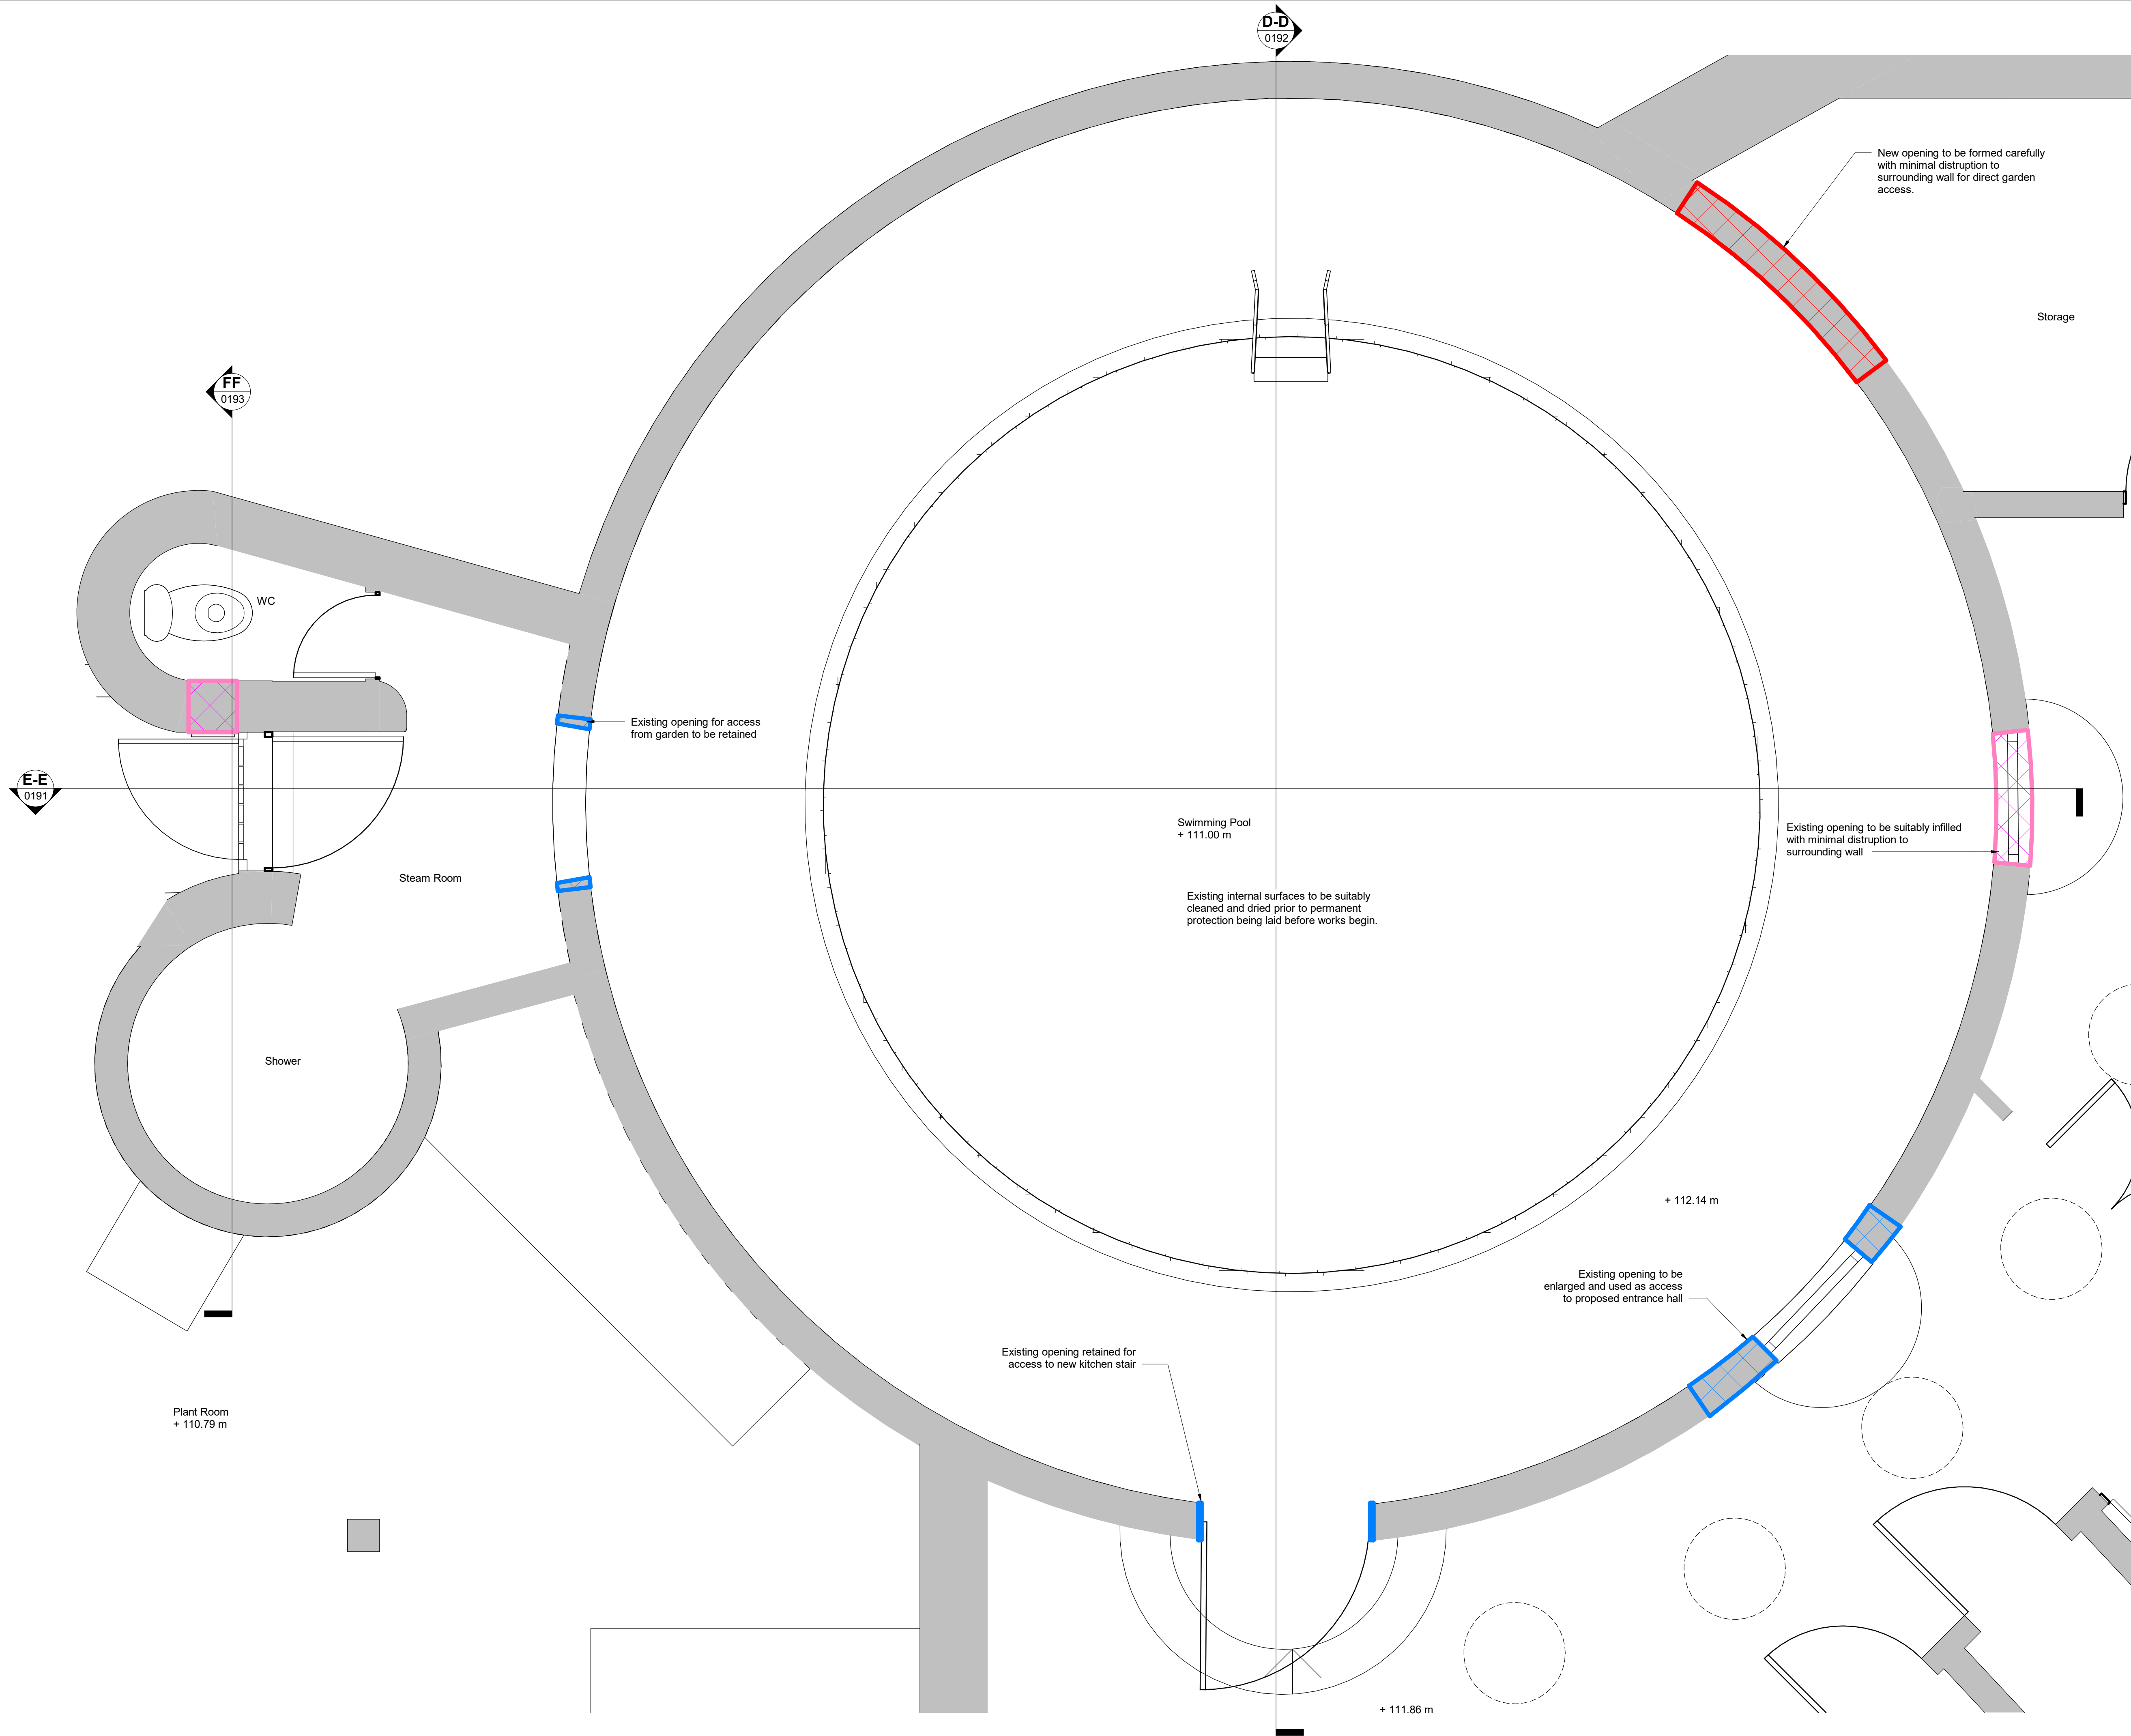 D-D
0192
New opening to be formed carefully
with minimal distruption to
surrounding wall for direct garden
access.
Storage
FF
0193
WC
Existing opening for access
from garden to be retained
E-E
0191
Swimming Pool
+ 111.00 m
Existing opening to be suitably infilled
with minimal distruption to
surrounding wall
Steam Room
Existing internal surfaces to be suitably
cleaned and dried prior to permanent
protection being laid before works begin.
Shower
+ 112.14 m
Existing opening to be
enlarged and used as access
to proposed entrance hall
Existing opening retained for
access to new kitchen stair
Plant Room
+ 110.79 m
+ 111.86 m